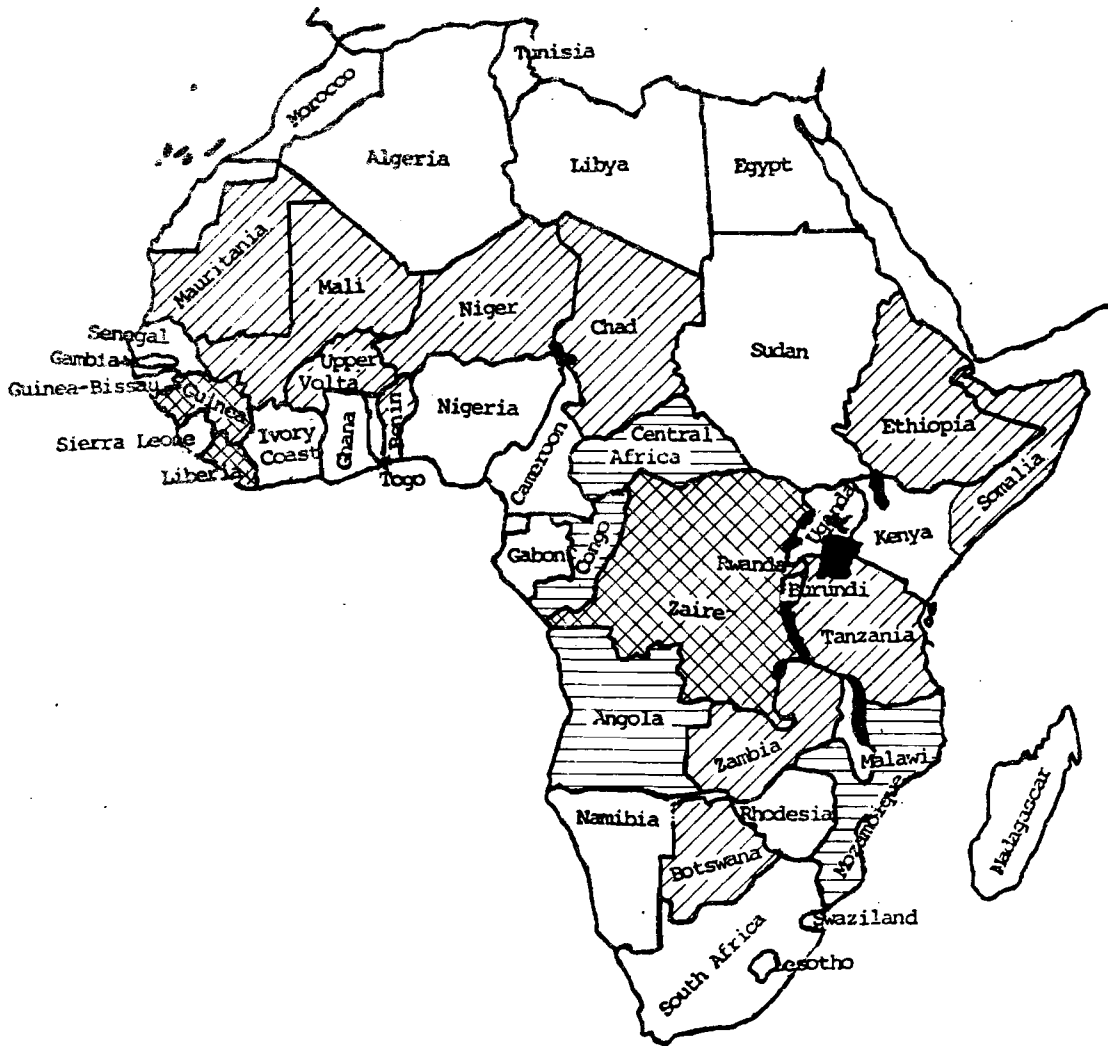 Tunisia
Morocco
Algeria
Libya
Egypt
Mauritania
Mali
Niger
Chad
Sudan
Senegal
Gambia
Guinea-Bissau
Guinea
Upper
Volta
Sierra Leone
Liberia
Ivory
Coast
Ghana
Togo
Benin
Nigeria
Cameroon
Central
Africa
Ethiopia
Somalia
Gabon
Congo
Zaire
Uganda
Kenya
Rwanda
Burundi
Tanzania
Angola
Zambia
Malawi
Mozambique
Namibia
Rhodesia
Botswana
Madaguscar
Swaziland
South Africa
Lesotho